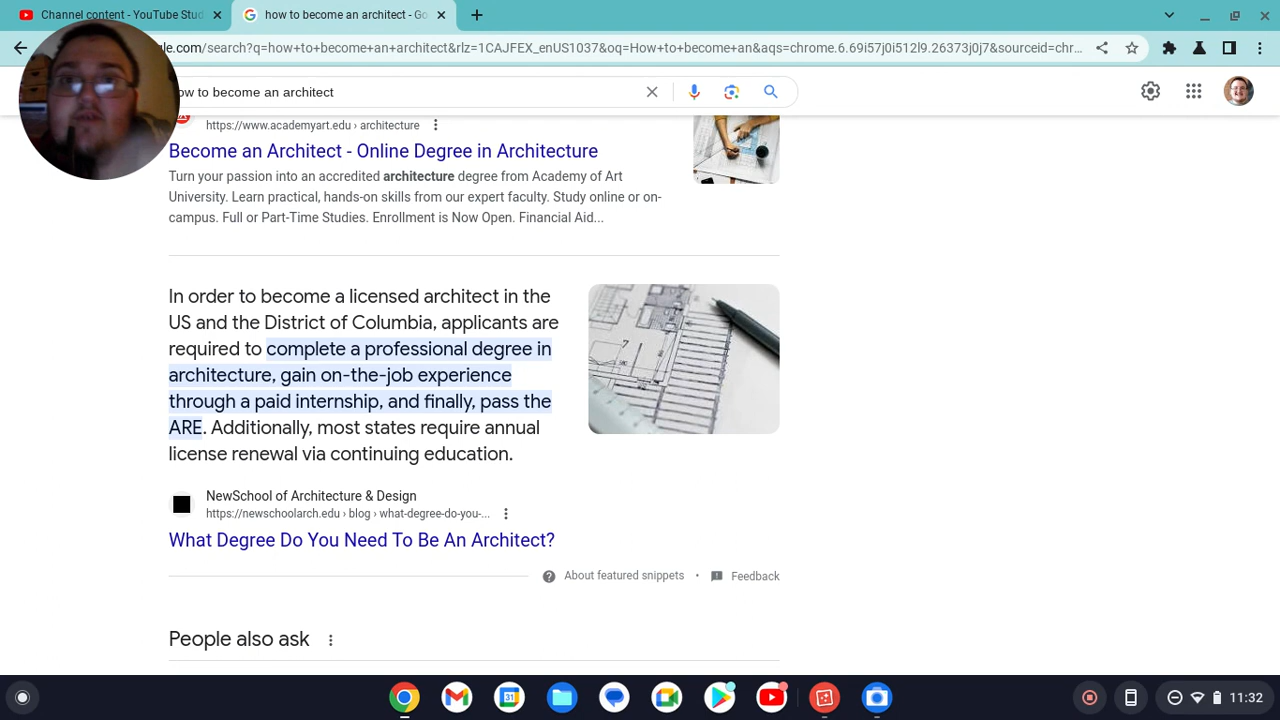 Channel content - YouTube Stud
how to become an architect - Go
le.com/search?q=how+to+become+an+architect&rlz=1CAJFEX_enUS1037&oq=How+to+become+an&aqs=chrome.6.69i57j0i512l9.26373j0j7&sourceid=chr...
ow to become an architect
https://www.academyart.edu › architecture
Become an Architect - Online Degree in Architecture
Turn your passion into an accredited architecture degree from Academy of Art
University. Learn practical, hands-on skills from our expert faculty. Study online or on-
campus. Full or Part-Time Studies. Enrollment is Now Open. Financial Aid...
In order to become a licensed architect in the
US and the District of Columbia, applicants are
required to complete a professional degree in
architecture, gain on-the-job experience
through a paid internship, and finally, pass the
ARE. Additionally, most states require annual
license renewal via continuing education.
NewSchool of Architecture & Design
https://newschoolarch.edu › blog › what-degree-do-you-...
What Degree Do You Need To Be An Architect?
About featured snippets • Feedback
People also ask
31
11:32